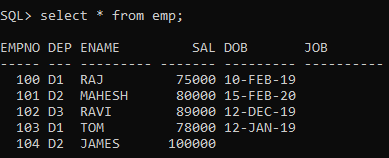 SQL> select * from emp;
EMPNO DEP ENAME SAL DOB JOB
----- --- --------- -------- --------- ----------
100 D1 RAJ 75000 10-FEB-19
101 D2 MAHESH 80000 15-FEB-20
102 D3 RAVI 89000 12-DEC-19
103 D1 TOM 78000 12-JAN-19
104 D2 JAMES 100000